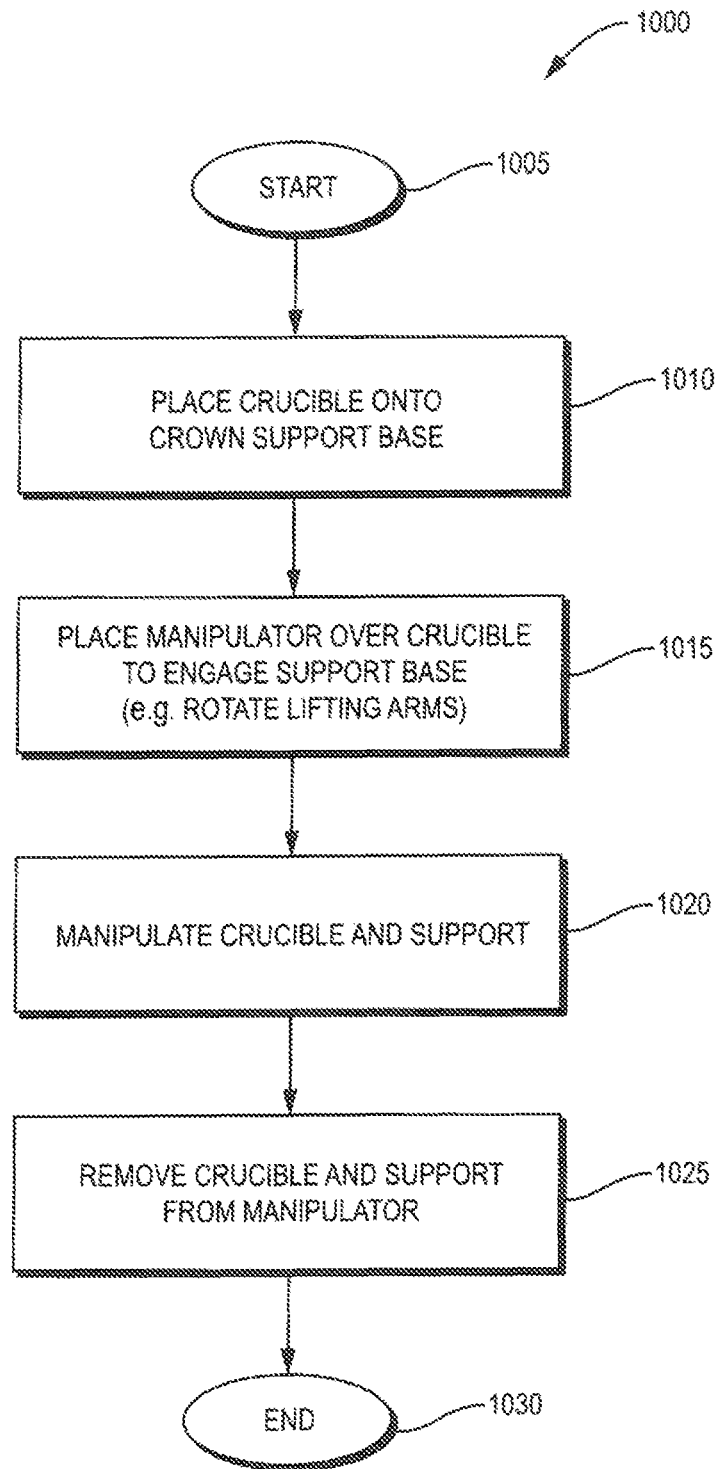 1000
START
1005
PLACE CRUCIBLE ONTO
CROWN SUPPORT BASE
1010
PLACE MANIPULATOR OVER CRUCIBLE
TO ENGAGE SUPPORT BASE
(e.g. ROTATE LIFTING ARMS)
1015
MANIPULATE CRUCIBLE AND SUPPORT
1020
REMOVE CRUCIBLE AND SUPPORT
FROM MANIPULATOR
1025
END
1030